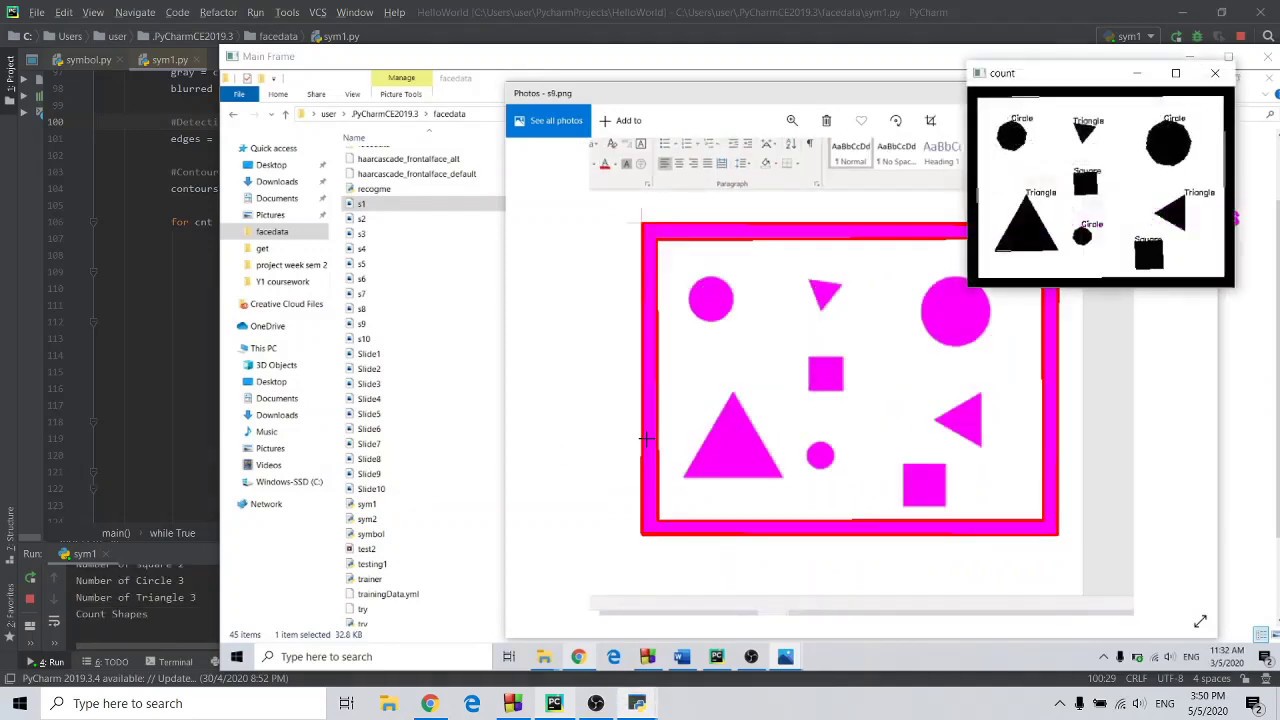 File Edit View Navigate Code Refactor Run Tools VCS Window Help HelloWorld [C:\Users\user\PycharmProjects\HelloWorld] - C:\Users\user\.PyCharmCE2019.3\facedata\sym1.py - PyCharm
C: Users user .PyCharmCE2019.3 facedata sym1.py
sym1
1: Project
symbol.py
sym1.py
98
99
100
101
102
103
104
105
106
107
108
109
110
111
112
113
114
115
116
117
118
119
120
121
122
123
gray = c
blurred
#Detecti
edges =
#Contour
contours
for cnt
main() while True
Run: sym1
Number of Circle 3
Number of Triangle 3
Count Shapes
7: Structure
2: Favorites
4: Run 6: TODO Terminal
PyCharm 2019.3.4 available: // Update... (30/4/2020 8:52 PM)
100:29 CRLF UTF-8 4 spaces
Main Frame
Manage facedata
File Home Share View Picture Tools
user .PyCharmCE2019.3 facedata
Name
Quick access
Desktop
Downloads
Documents
Pictures
facedata
get
project week sem 2
Y1 coursework
Creative Cloud Files
OneDrive
This PC
3D Objects
Desktop
Documents
Downloads
Music
Pictures
Videos
Windows-SSD (C:)
Network
haarcascade_frontalface_alt
haarcascade_frontalface_default
recogme
s1
s2
s3
s4
s5
s6
s7
s8
s9
s10
Slide1
Slide2
Slide3
Slide4
Slide5
Slide6
Slide7
Slide8
Slide9
Slide10
sym1
sym2
symbol
test2
testing1
trainer
trainingData.yml
try
45 items 1 item selected 32.8 KB
Photos - s9.png
See all photos Add to
AaBbCcDd AaBbCcDd AaBbCc
¶ Normal ¶ No Spac... Heading 1
Paragraph
count
Circle Triangle Circle
Square
Triangle Triangle
Circle
Square
Type here to search
ENG 11:32 AM
3/5/2020
2
Type here to search
ENG 3:50 PM
5/5/2020
2